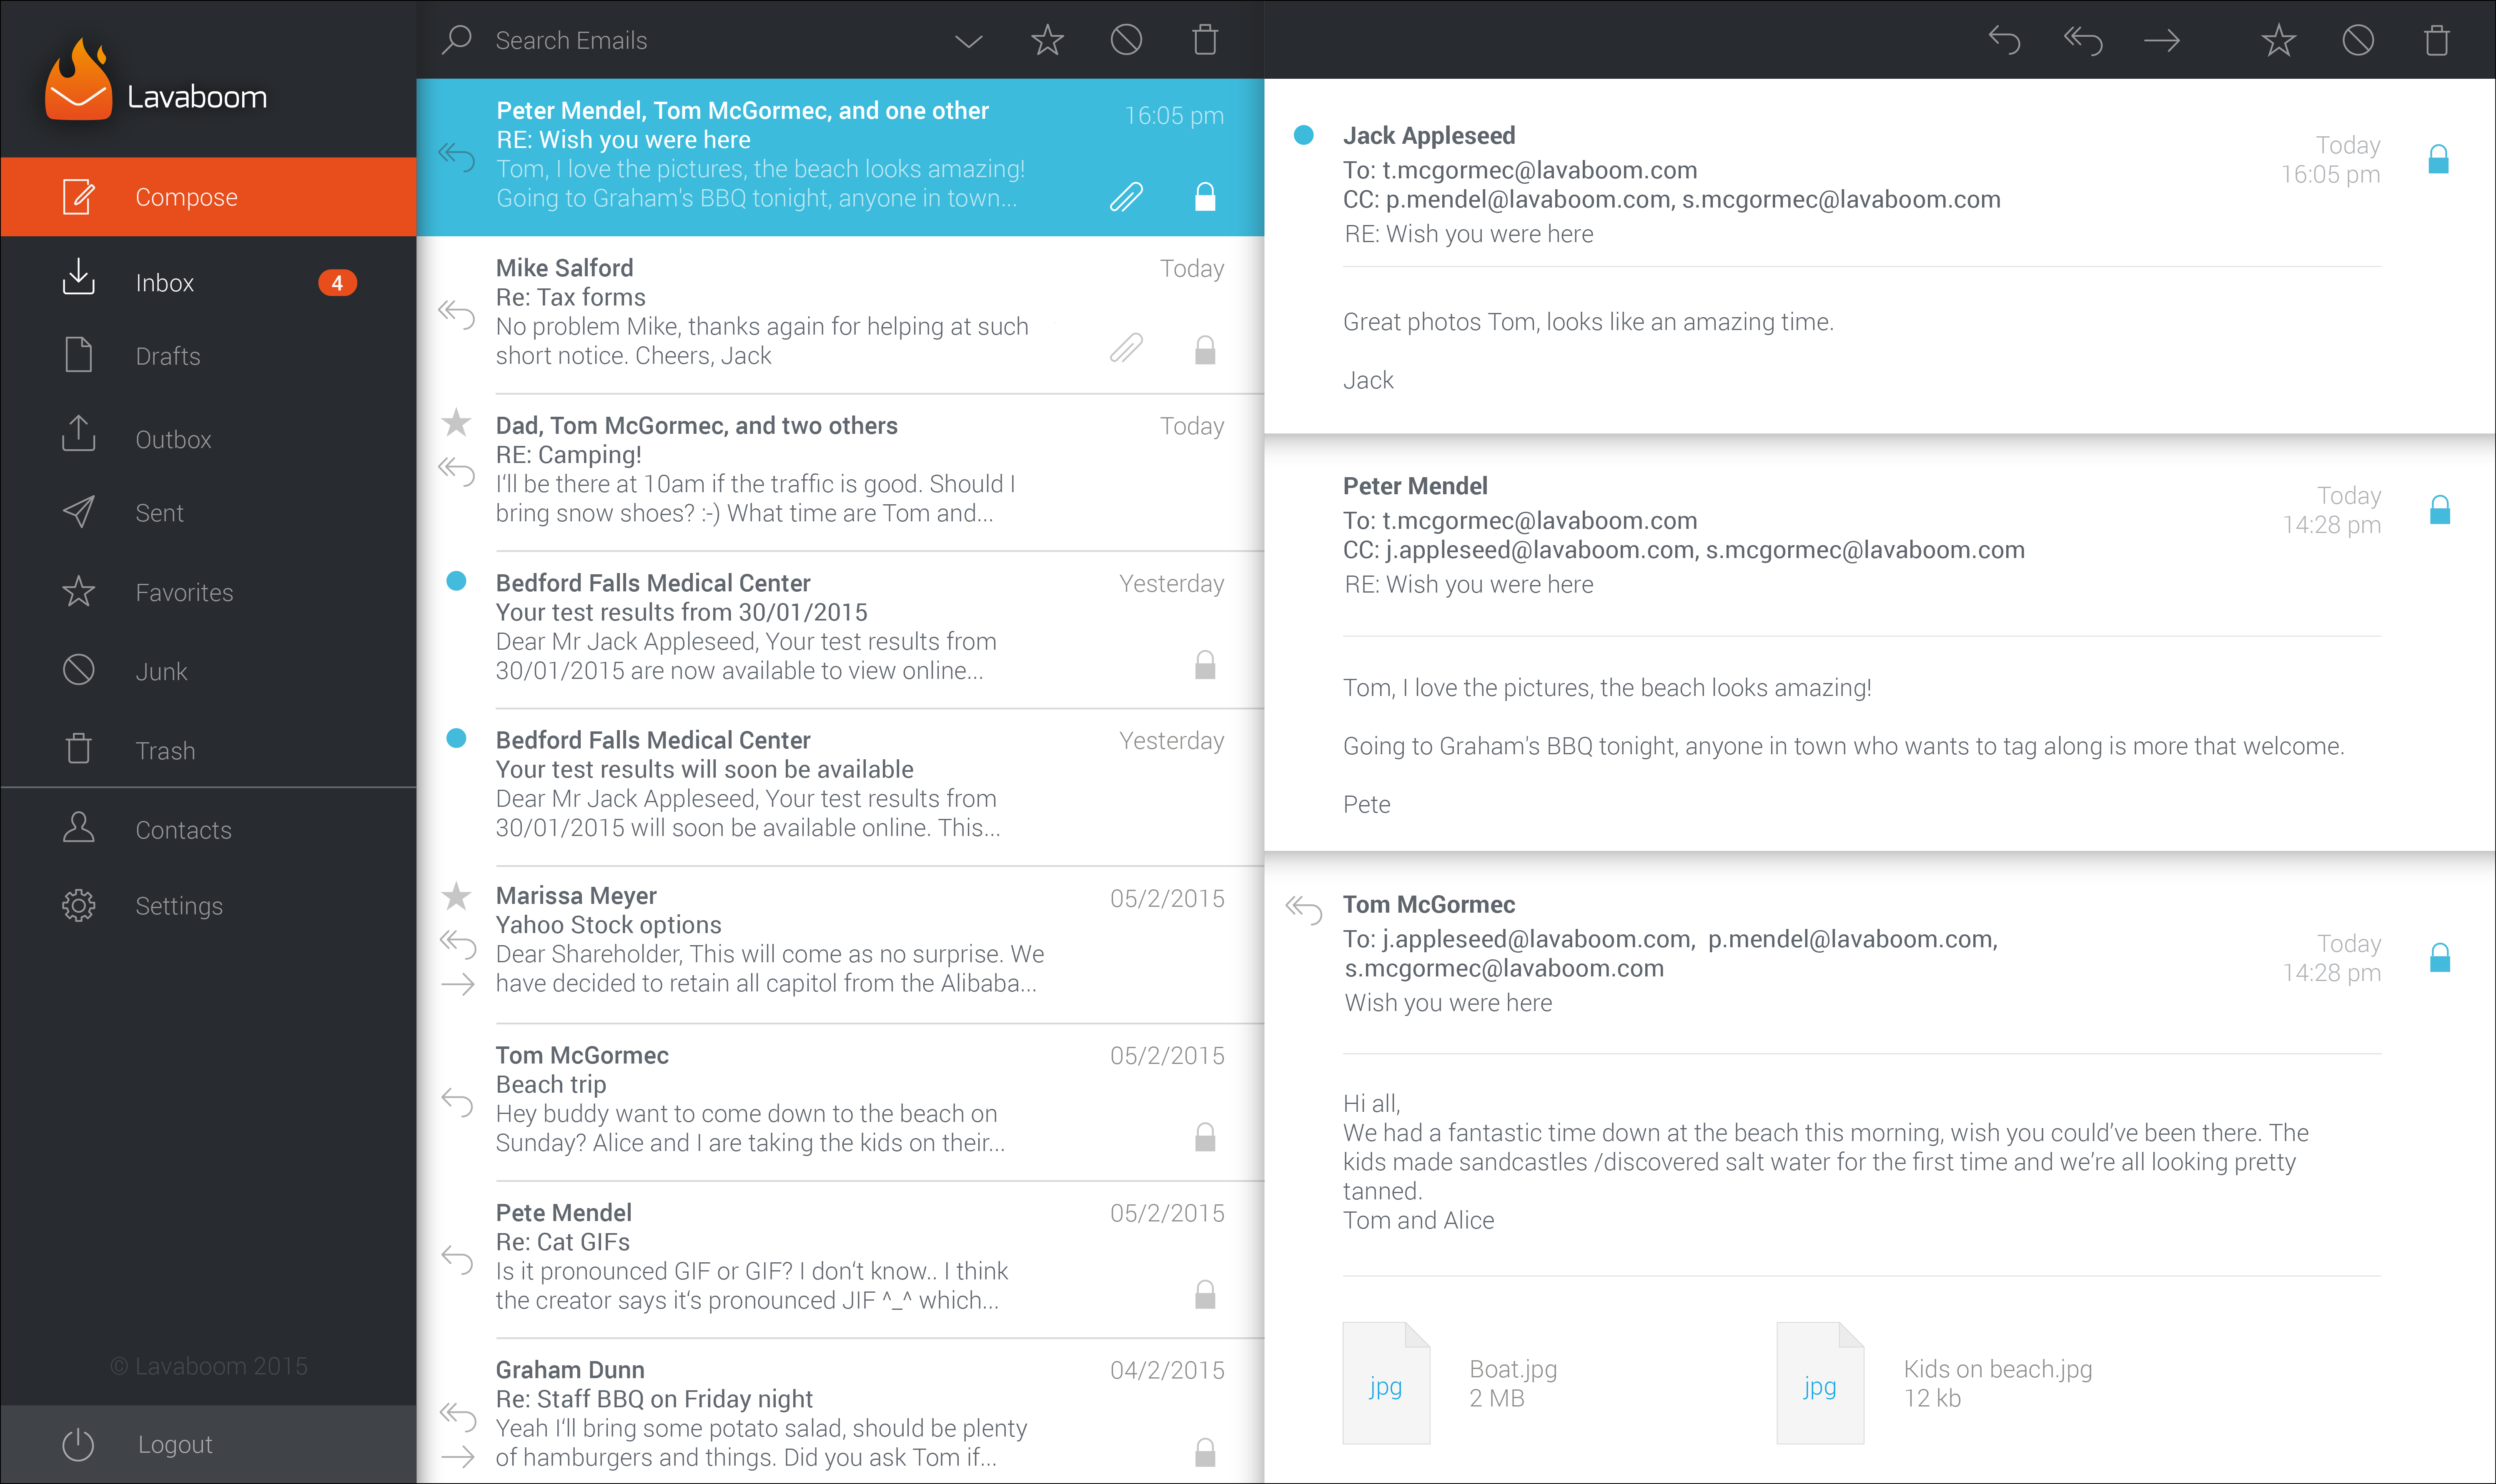 Lavaboom
Compose
Inbox
4
Drafts
Outbox
Sent
Favorites
Junk
Trash
Contacts
Settings
© Lavaboom 2015
Logout
Search Emails
Peter Mendel, Tom McGormec, and one other
16:05 pm
RE: Wish you were here
Tom, I love the pictures, the beach looks amazing!
Going to Graham's BBQ tonight, anyone in town...
Mike Salford
Today
Re: Tax forms
No problem Mike, thanks again for helping at such
short notice. Cheers, Jack
Dad, Tom McGormec, and two others
Today
RE: Camping!
I'll be there at 10am if the traffic is good. Should I
bring snow shoes? :-) What time are Tom and...
Bedford Falls Medical Center
Yesterday
Your test results from 30/01/2015
Dear Mr Jack Appleseed, Your test results from
30/01/2015 are now available to view online...
Bedford Falls Medical Center
Yesterday
Your test results will soon be available
Dear Mr Jack Appleseed, Your test results from
30/01/2015 will soon be available online. This...
Marissa Meyer
05/2/2015
Yahoo Stock options
Dear Shareholder, This will come as no surprise. We
have decided to retain all capitol from the Alibaba...
Tom McGormec
05/2/2015
Beach trip
Hey buddy want to come down to the beach on
Sunday? Alice and I are taking the kids on their...
Pete Mendel
05/2/2015
Re: Cat GIFs
Is it pronounced GIF or GIF? I don't know.. I think
the creator says it's pronounced JIF ^_^ which...
Graham Dunn
04/2/2015
Re: Staff BBQ on Friday night
Yeah I'll bring some potato salad, should be plenty
of hamburgers and things. Did you ask Tom if...
Jack Appleseed
Today
To: t.mcgormec@lavaboom.com
16:05 pm
CC: p.mendel@lavaboom.com, s.mcgormec@lavaboom.com
RE: Wish you were here
Great photos Tom, looks like an amazing time.
Jack
Peter Mendel
Today
To: t.mcgormec@lavaboom.com
14:28 pm
CC: j.appleseed@lavaboom.com, s.mcgormec@lavaboom.com
RE: Wish you were here
Tom, I love the pictures, the beach looks amazing!
Going to Graham's BBQ tonight, anyone in town who wants to tag along is more that welcome.
Pete
Tom McGormec
To: j.appleseed@lavaboom.com, p.mendel@lavaboom.com,
Today
s.mcgormec@lavaboom.com
14:28 pm
Wish you were here
Hi all,
We had a fantastic time down at the beach this morning, wish you could've been there. The
kids made sandcastles /discovered salt water for the first time and we're all looking pretty
tanned.
Tom and Alice
jpg
Boat.jpg
2 MB
jpg
Kids on beach.jpg
12 kb